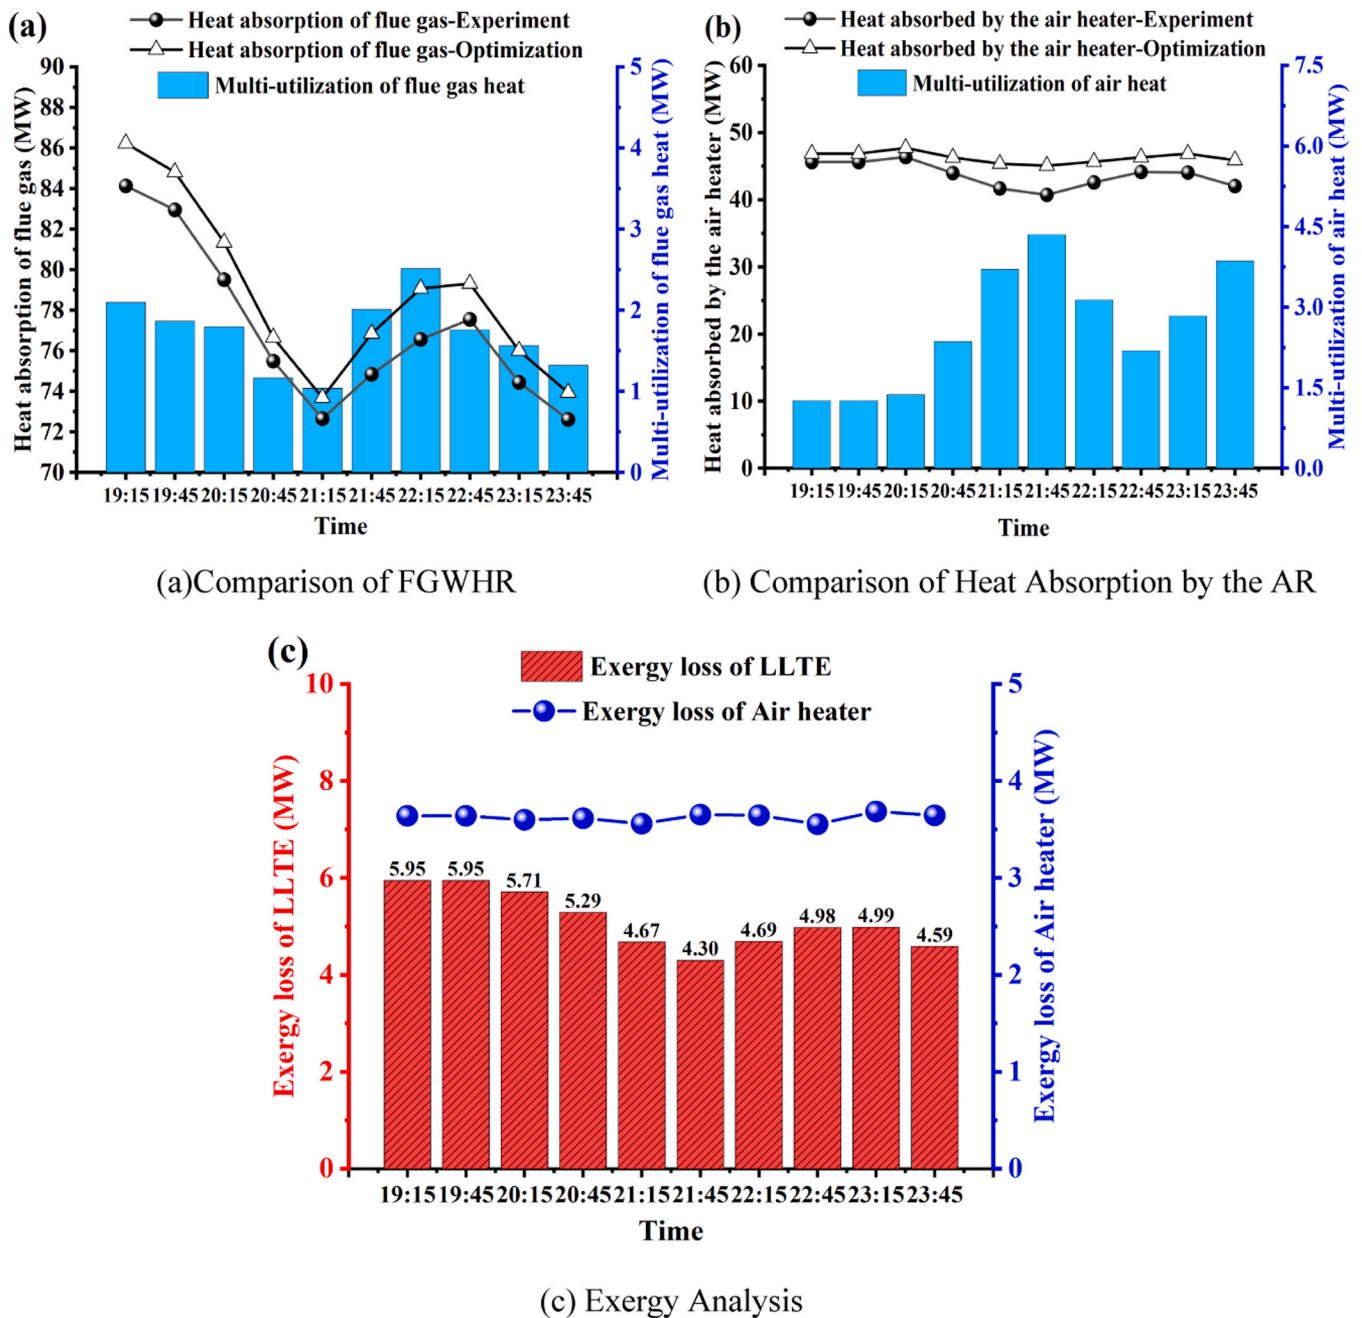 (a)
Heat absorption of flue gas-Experiment
Heat absorption of flue gas-Optimization
Multi-utilization of flue gas heat
Heat absorption of flue gas (MW)
90
88
86
84
82
80
78
76
74
72
70
Multi-utilization of flue gas heat (MW)
5
4
3
2
1
0
19:15 19:45 20:15 20:45 21:15 21:45 22:15 22:45 23:15 23:45
Time
(a)Comparison of FGWHR
(b)
Heat absorbed by the air heater-Experiment
Heat absorbed by the air heater-Optimization
Multi-utilization of air heat
Heat absorbed by the air heater (MW)
60
50
40
30
20
10
0
Multi-utilization of air heat (MW)
7.5
6.0
4.5
3.0
1.5
0.0
19:15 19:45 20:15 20:45 21:15 21:45 22:15 22:45 23:15 23:45
Time
(b) Comparison of Heat Absorption by the AR
(c)
Exergy loss of LLTE
Exergy loss of Air heater
Exergy loss of LLTE (MW)
10
8
6
4
2
0
5.95 5.95 5.71 5.29 4.67 4.30 4.69 4.98 4.99 4.59
Exergy loss of Air heater (MW)
5
4
3
2
1
0
19:15 19:45 20:15 20:45 21:15 21:45 22:15 22:45 23:15 23:45
Time
(c) Exergy Analysis